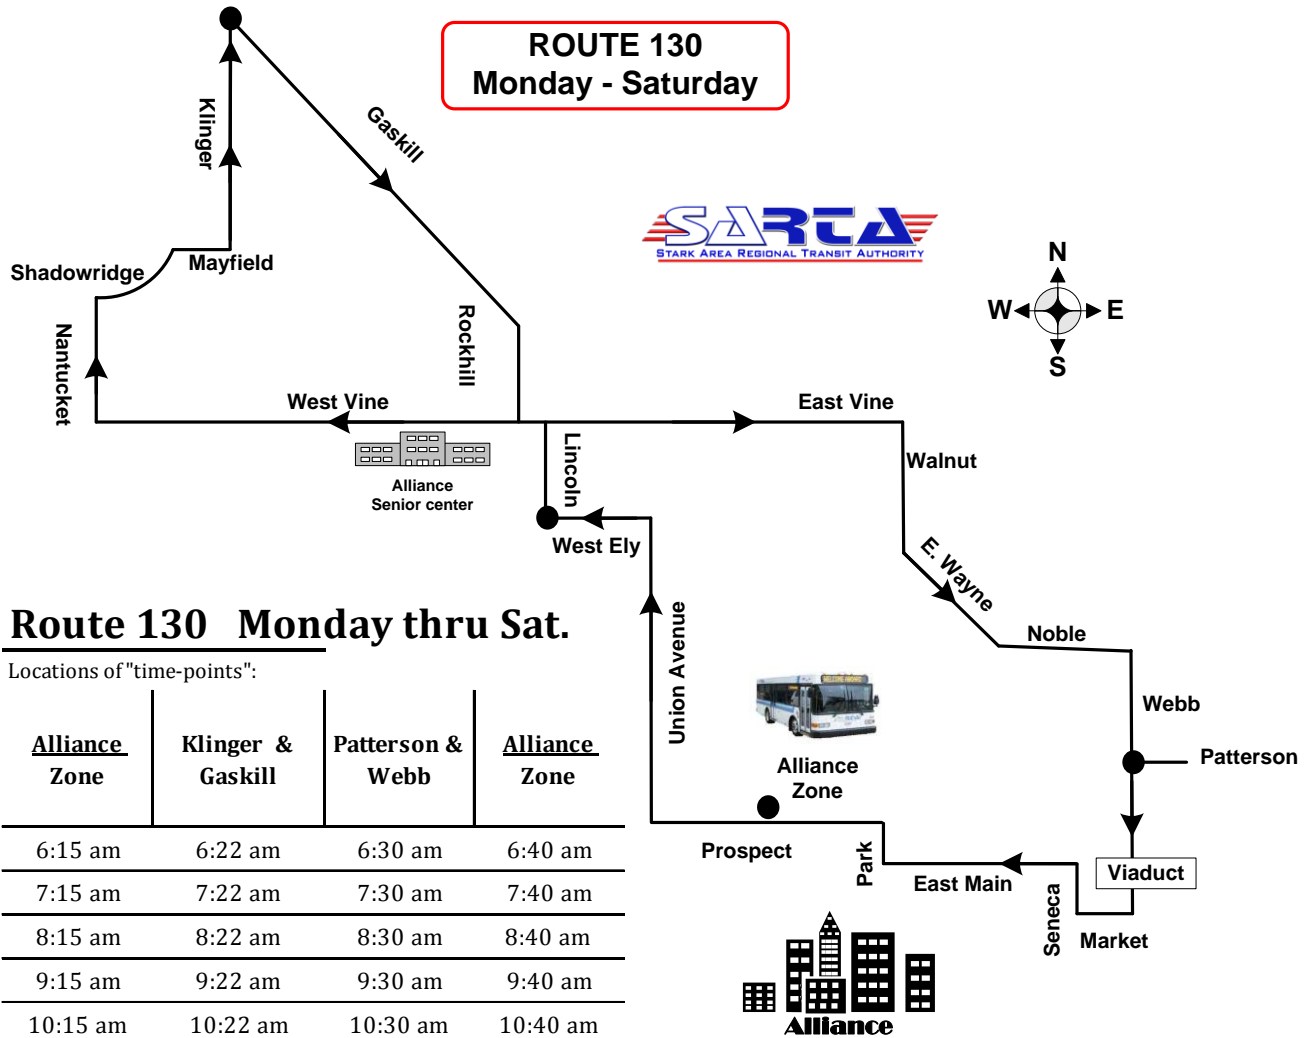 ROUTE 130
Monday - Saturday
Klinger
Gaskill
SARTA
STARK AREA REGIONAL TRANSIT AUTHORITY
N
W
E
S
Shadowridge
Mayfield
Nantucket
Rockhill
West Vine
East Vine
Lincoln
Walnut
Alliance
Senior center
West Ely
E. Wayne
Noble
Union Avenue
Webb
Patterson
WELCOME ABOARD
Alliance
Zone
Prospect
Park
East Main
Viaduct
Seneca
Market
Alliance
Route 130 Monday thru Sat.
Locations of "time-points":
Alliance Klinger & Patterson & Alliance
Zone Gaskill Webb Zone
6:15 am 6:22 am 6:30 am 6:40 am
7:15 am 7:22 am 7:30 am 7:40 am
8:15 am 8:22 am 8:30 am 8:40 am
9:15 am 9:22 am 9:30 am 9:40 am
10:15 am 10:22 am 10:30 am 10:40 am